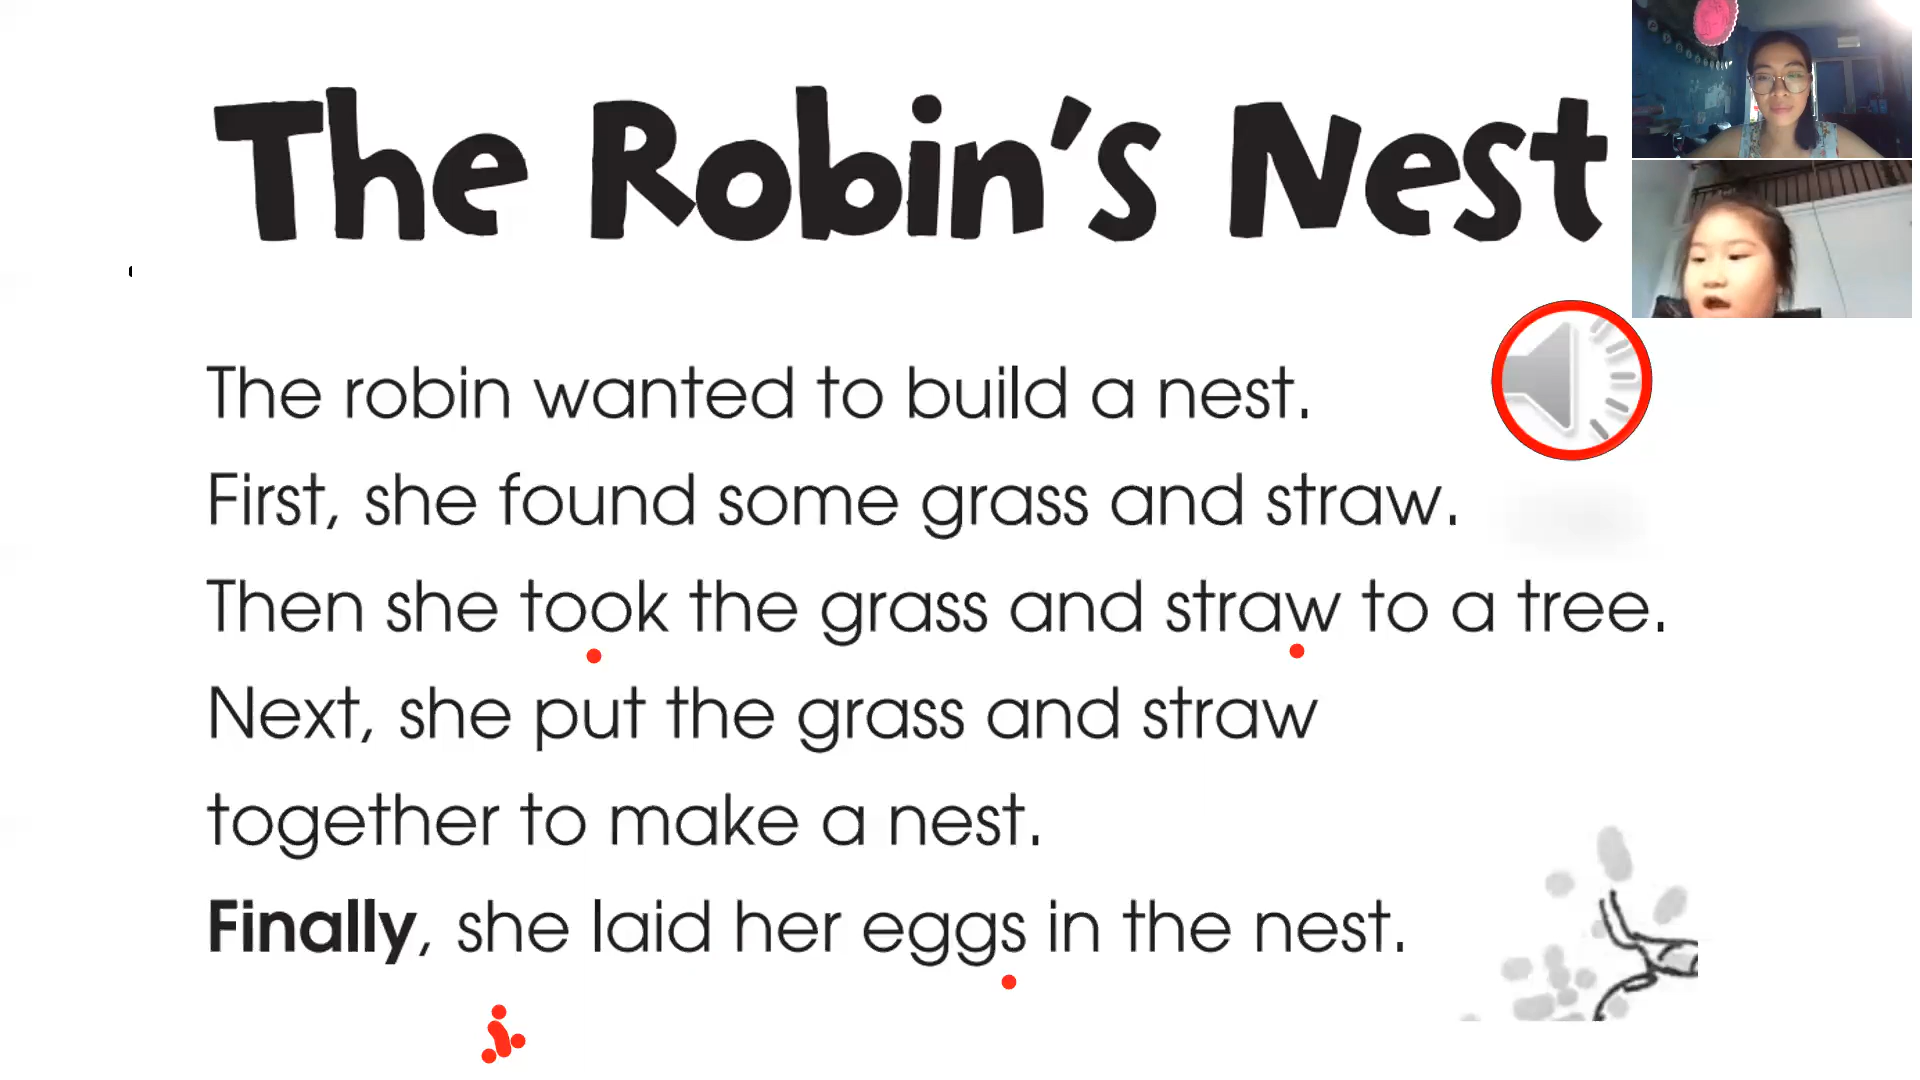 The Robin's Nest
The robin wanted to build a nest.
First, she found some grass and straw.
Then she took the grass and straw to a tree.
Next, she put the grass and straw
together to make a nest.
Finally, she laid her eggs in the nest.